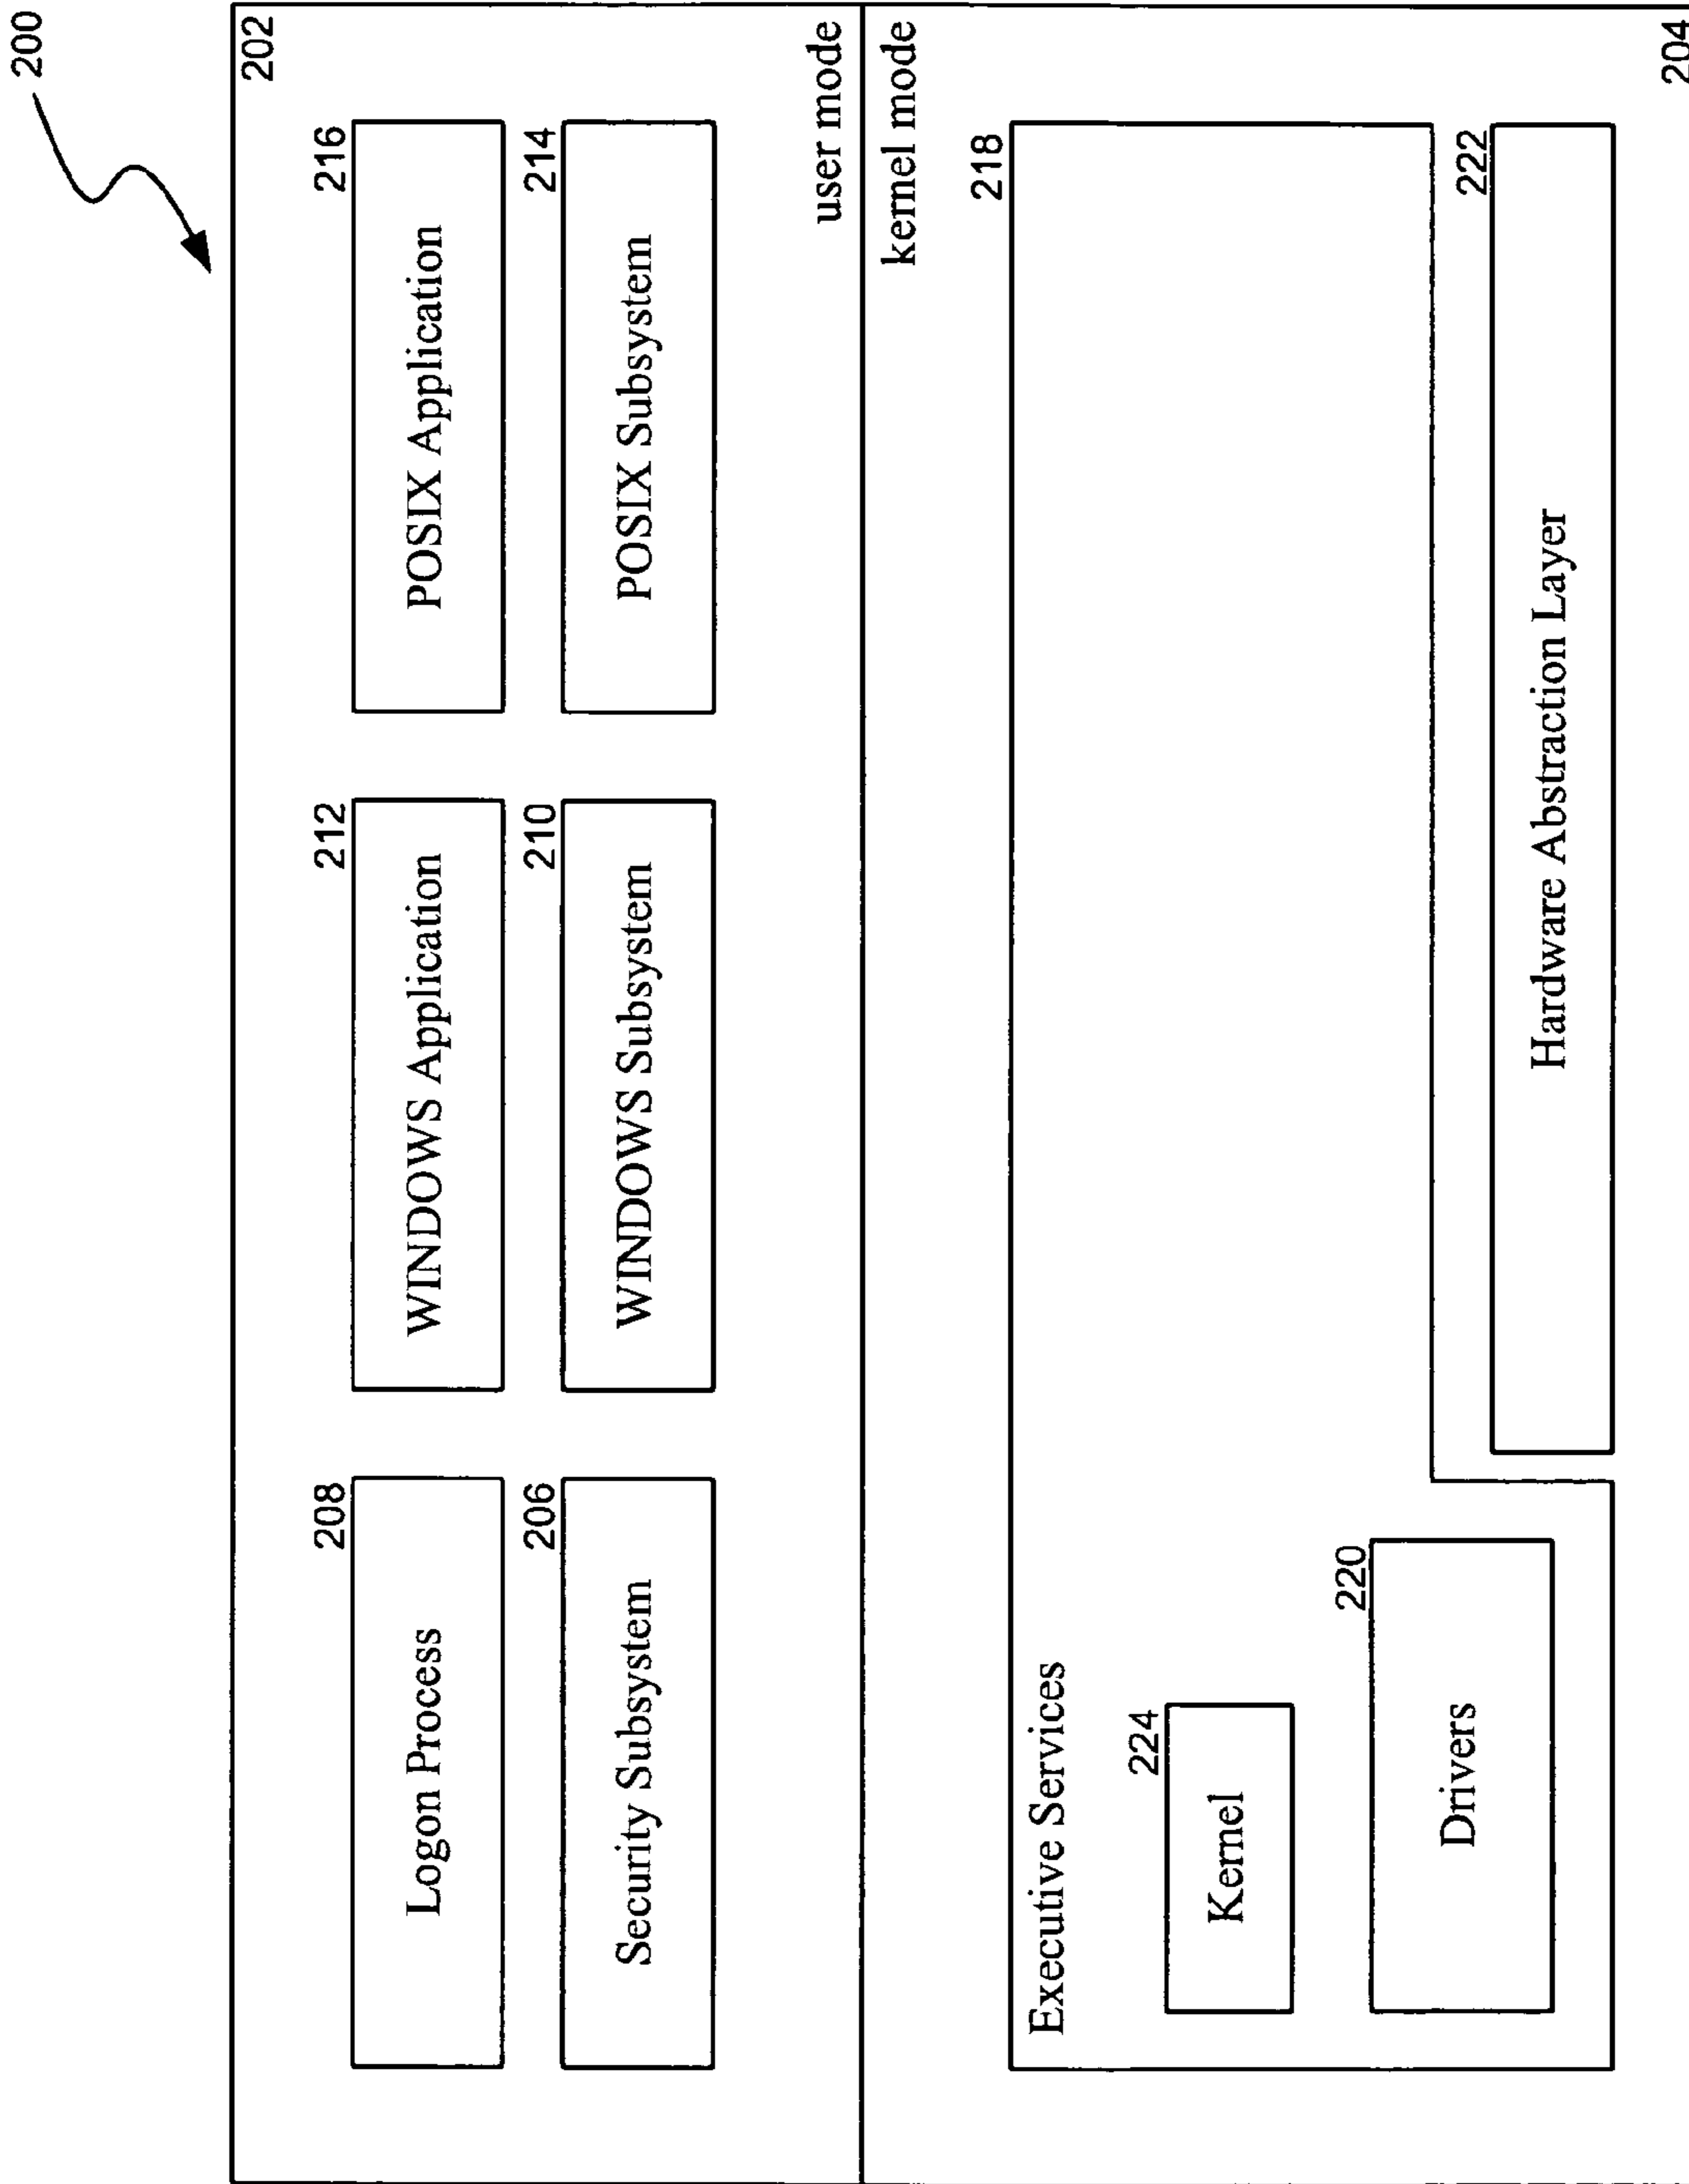 200
202
208
212
216
Logon Process
WINDOWS Application
POSIX Application
206
210
214
Security Subsystem
WINDOWS Subsystem
POSIX Subsystem
user mode
kernel mode
218
Executive Services
224
Kernel
220
Drivers
222
Hardware Abstraction Layer
204